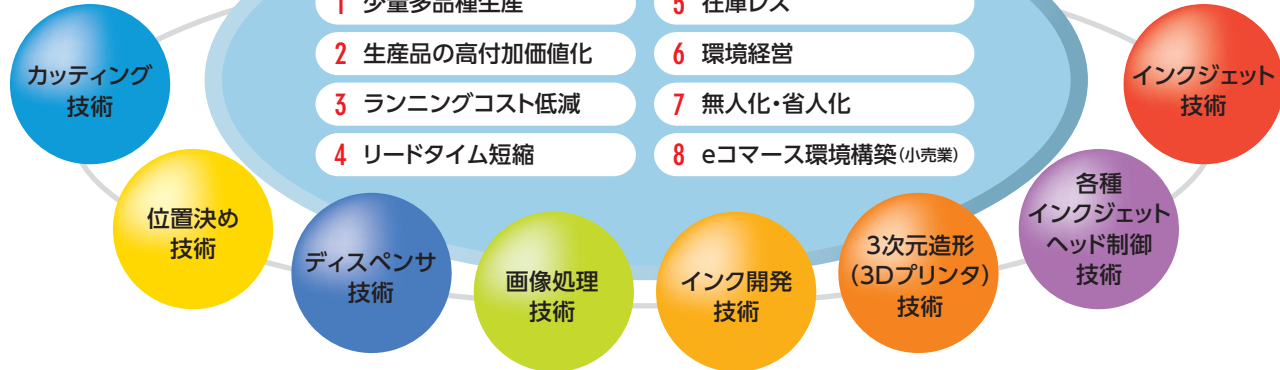 1 少量多品種生産
2 生産品の高付加価値化
3 ランニングコスト低減
4 リードタイム短縮
5 在庫レス
6 環境経営
7 無人化・省人化
8 eコマース環境構築(小売業)
カッティング
技術
位置決め
技術
ディスペンサ
技術
画像処理
技術
インク開発
技術
3次元造形
(3Dプリンタ)
技術
各種
インクジェット
ヘッド制御
技術
インクジェット
技術